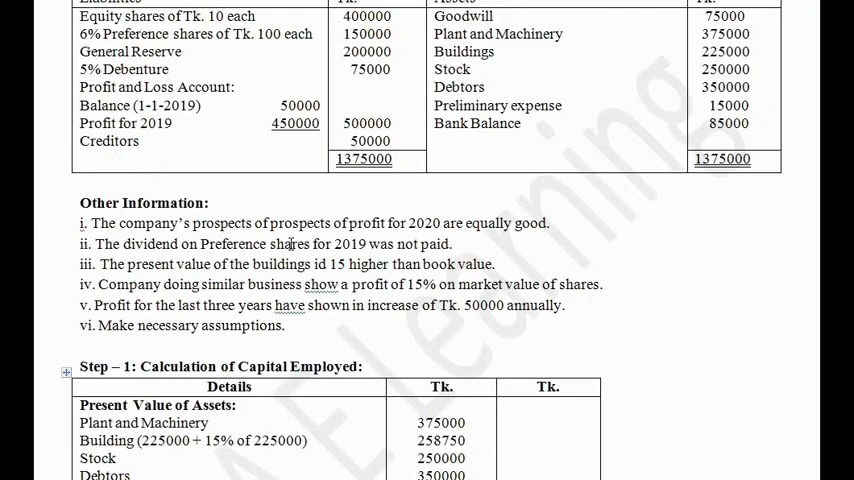 Liabilities Tk. Assets Tk.
Equity shares of Tk. 10 each 400000 Goodwill 75000
6% Preference shares of Tk. 100 each 150000 Plant and Machinery 375000
General Reserve 200000 Buildings 225000
5% Debenture 75000 Stock 250000
Profit and Loss Account: Debtors 350000
Balance (1-1-2019) 50000 Preliminary expense 15000
Profit for 2019 450000 500000 Bank Balance 85000
Creditors 50000
1375000 1375000
Other Information:
i. The company's prospects of prospects of profit for 2020 are equally good.
ii. The dividend on Preference shares for 2019 was not paid.
iii. The present value of the buildings id 15 higher than book value.
iv. Company doing similar business show a profit of 15% on market value of shares.
v. Profit for the last three years have shown in increase of Tk. 50000 annually.
vi. Make necessary assumptions.
Step – 1: Calculation of Capital Employed:
Details Tk. Tk.
Present Value of Assets:
Plant and Machinery 375000
Building (225000 + 15% of 225000) 258750
Stock 250000
Debtors 350000
A E Learning